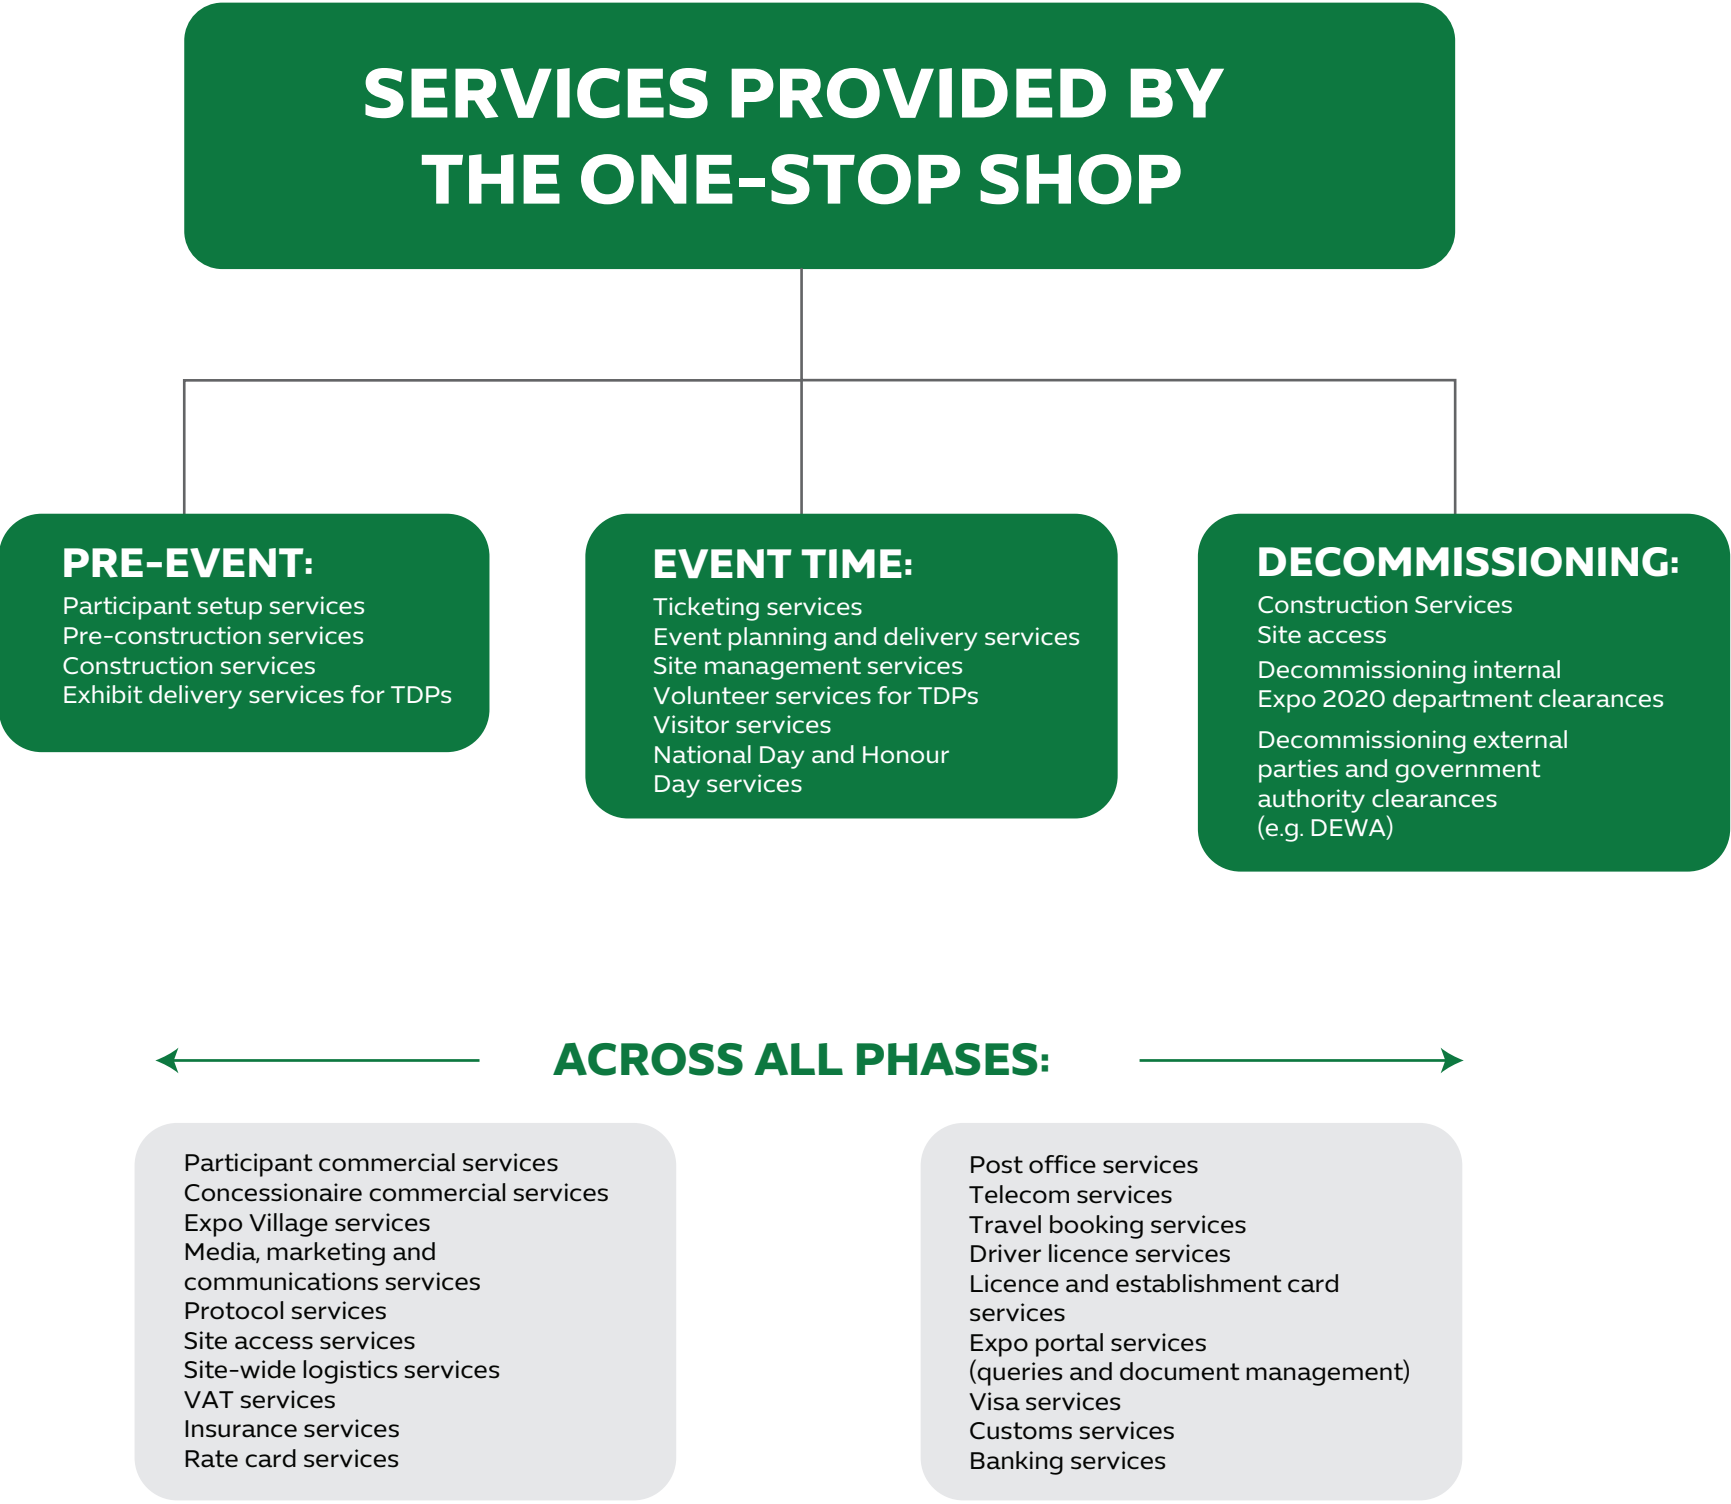 SERVICES PROVIDED BY
THE ONE-STOP SHOP
PRE-EVENT:
Participant setup services
Pre-construction services
Construction services
Exhibit delivery services for TDPs
EVENT TIME:
Ticketing services
Event planning and delivery services
Site management services
Volunteer services for TDPs
Visitor services
National Day and Honour
Day services
DECOMMISSIONING:
Construction Services
Site access
Decommissioning internal
Expo 2020 department clearances
Decommissioning external
parties and government
authority clearances
(e.g. DEWA)
ACROSS ALL PHASES:
Participant commercial services
Concessionaire commercial services
Expo Village services
Media, marketing and
communications services
Protocol services
Site access services
Site-wide logistics services
VAT services
Insurance services
Rate card services
Post office services
Telecom services
Travel booking services
Driver licence services
Licence and establishment card
services
Expo portal services
(queries and document management)
Visa services
Customs services
Banking services